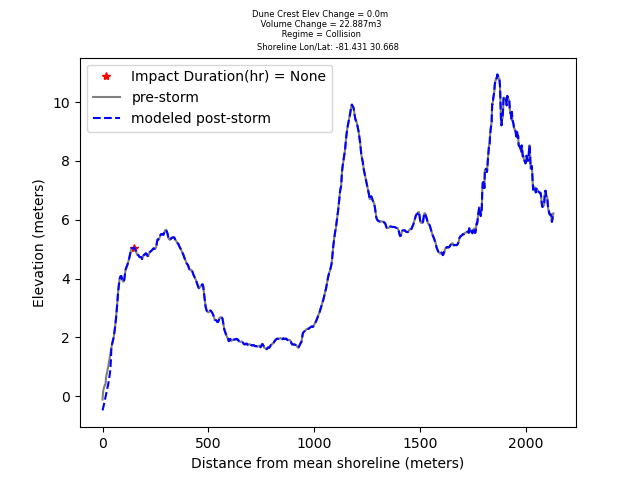 Dune Crest Elev Change = 0.0m
Volume Change = 22.887m3
Regime = Collision
Shoreline Lon/Lat: -81.431 30.668
Impact Duration(hr) = None
pre-storm
modeled post-storm
10
8
6
4
2
0
Elevation (meters)
0 500 1000 1500 2000
Distance from mean shoreline (meters)